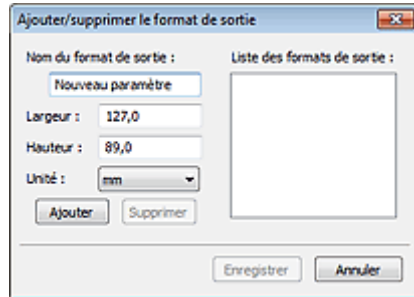 Ajouter/supprimer le format de sortie
Nom du format de sortie :
Nouveau paramètre
Largeur : 127,0
Hauteur : 89,0
Unité : mm
Ajouter Supprimer
Liste des formats de sortie :
Enregistrer Annuler